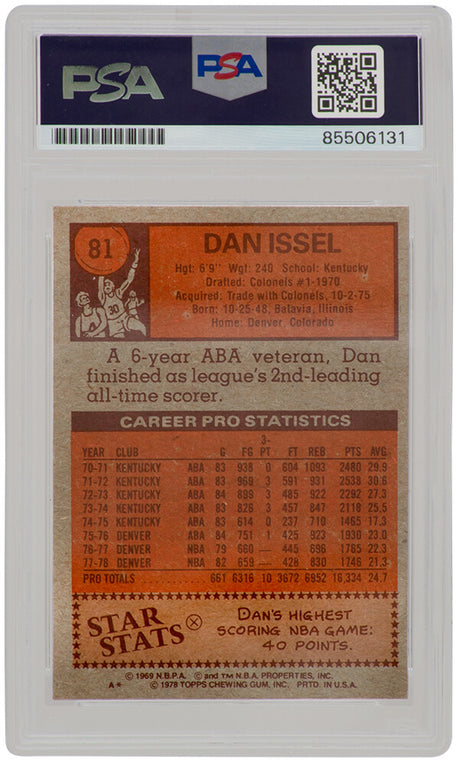 PSA
PSA
85506131
81
DAN ISSEL
Hgt: 6'9" Wgt: 240 School: Kentucky
Drafted: Colonels #1-1970
Acquired: Trade with Colonels, 10-2-75
Born: 10-25-48, Batavia, Illinois
Home: Denver, Colorado
30
A 6-year ABA veteran, Dan
finished as league's 2nd-leading
all-time scorer.
CAREER PRO STATISTICS
3-
YEAR CLUB G FG PT FT REB PTS AVG
70-71 KENTUCKY ABA 83 938 0 604 1093 2480 29.9
71-72 KENTUCKY ABA 83 969 3 591 931 2538 30.6
72-73 KENTUCKY ABA 84 899 3 485 922 2292 27.3
73-74 KENTUCKY ABA 83 826 3 457 847 2118 25.5
74-75 KENTUCKY ABA 83 614 0 237 710 1465 17.3
75-76 DENVER ABA 84 751 1 425 923 1930 23.0
76-77 DENVER NBA 79 660 — 445 696 1765 22.3
77-78 DENVER NBA 82 659 — 428 830 1746 21.3
PRO TOTALS 661 6316 10 3672 6952 16,334 24.7
STAR
STATS
DAN'S HIGHEST
SCORING NBA GAME:
40 POINTS.
© 1969 N.B.P.A. © and TM N.B.A. PROPERTIES, INC.
A* © 1978 TOPPS CHEWING GUM, INC. PRTD. IN U.S.A.